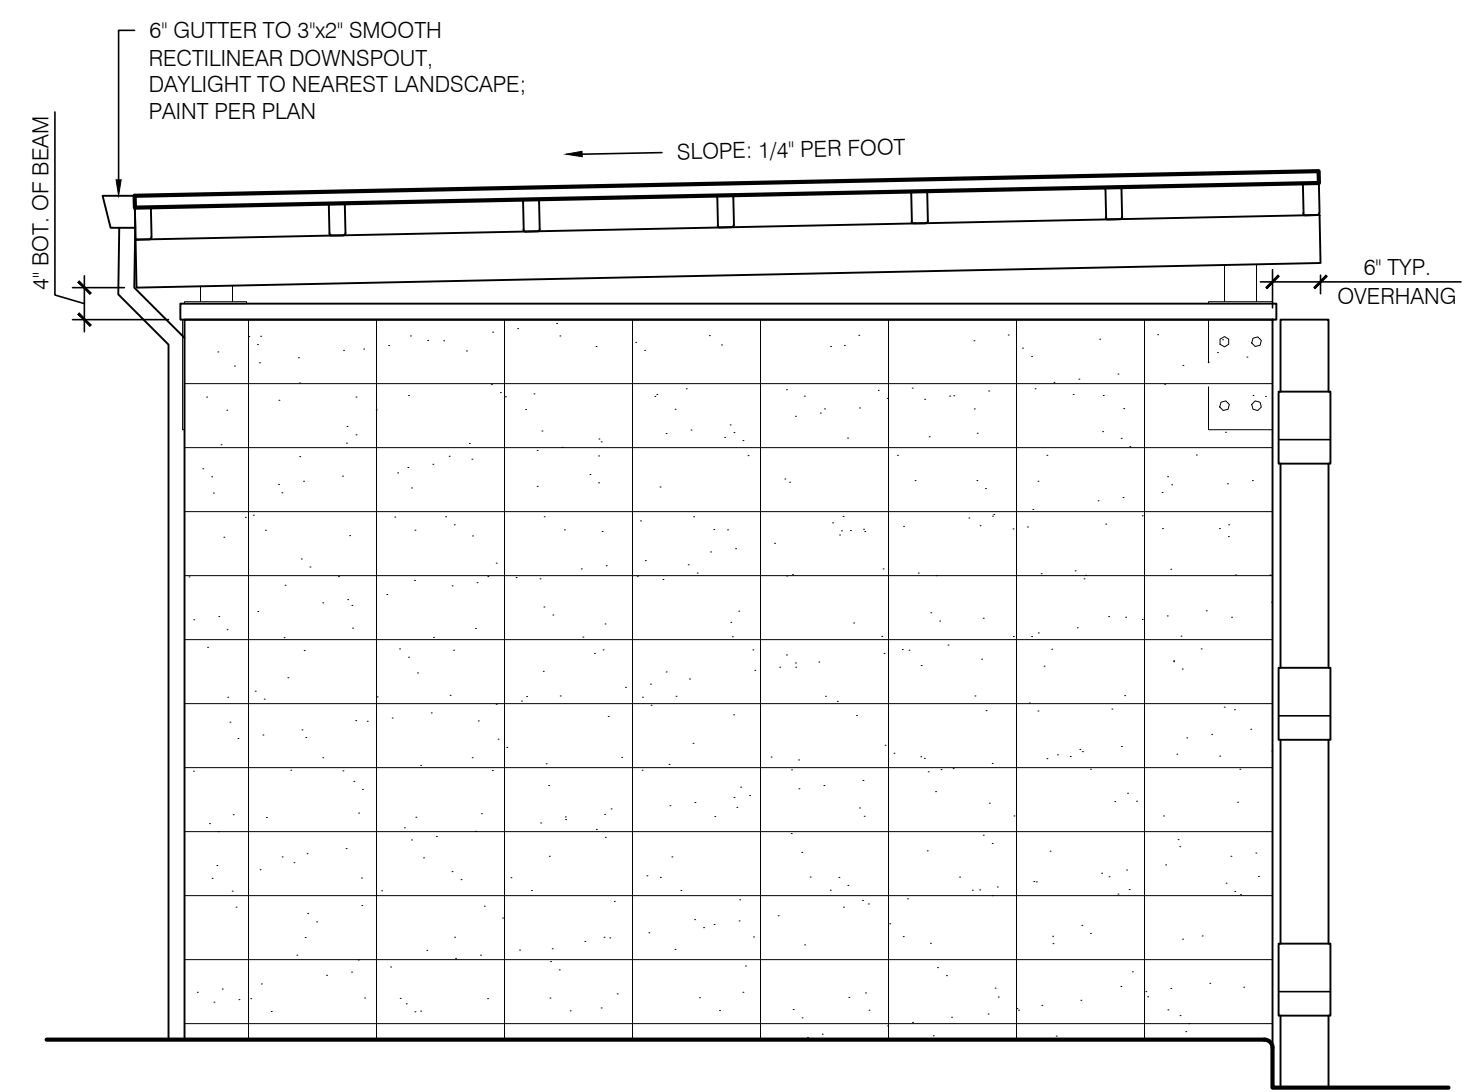 6" GUTTER TO 3"x2" SMOOTH
RECTILINEAR DOWNSPOUT,
DAYLIGHT TO NEAREST LANDSCAPE;
PAINT PER PLAN
4" BOT. OF BEAM
SLOPE: 1/4" PER FOOT
6" TYP.
OVERHANG